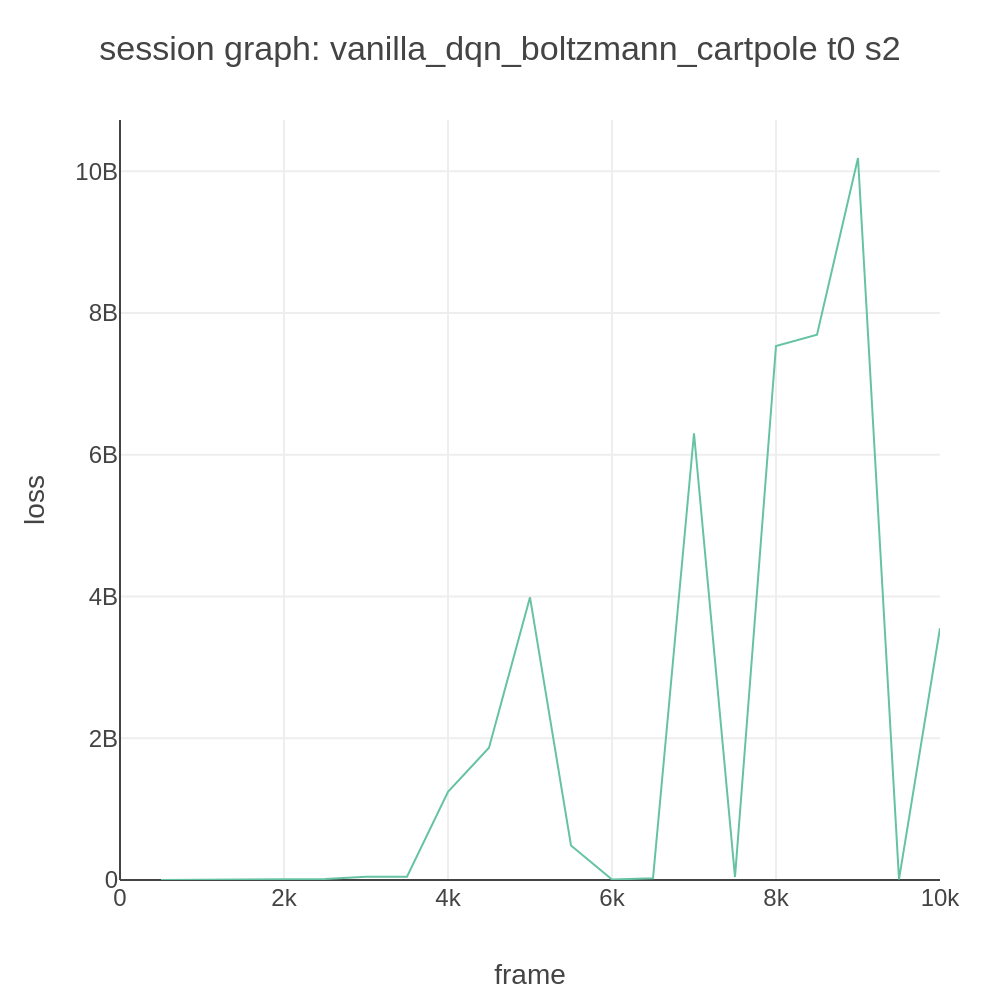 session graph: vanilla_dqn_boltzmann_cartpole t0 s2
10B
8B
6B
4B
2B
0
loss
0 2k 4k 6k 8k 10k
frame